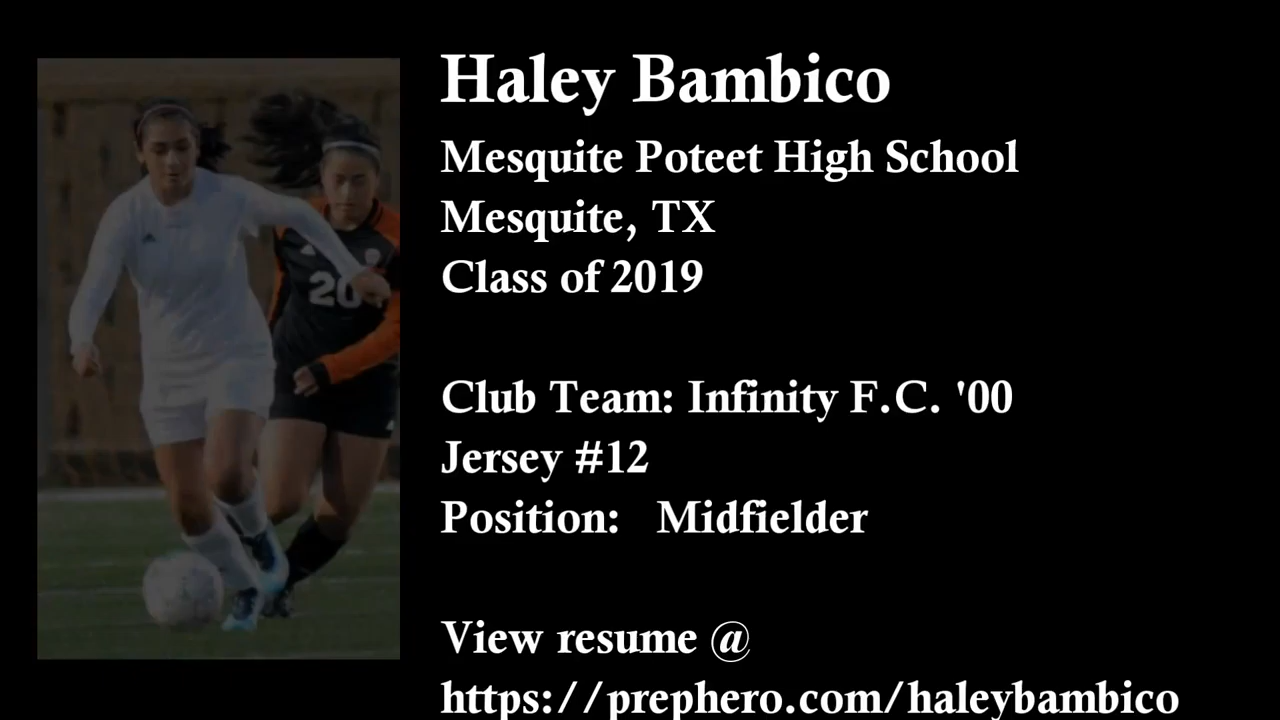 Haley Bambico
Mesquite Poteet High School
Mesquite, TX
Class of 2019
Club Team: Infinity F.C. '00
Jersey #12
Position: Midfielder
View resume @
https://prephero.com/haleybambico
20